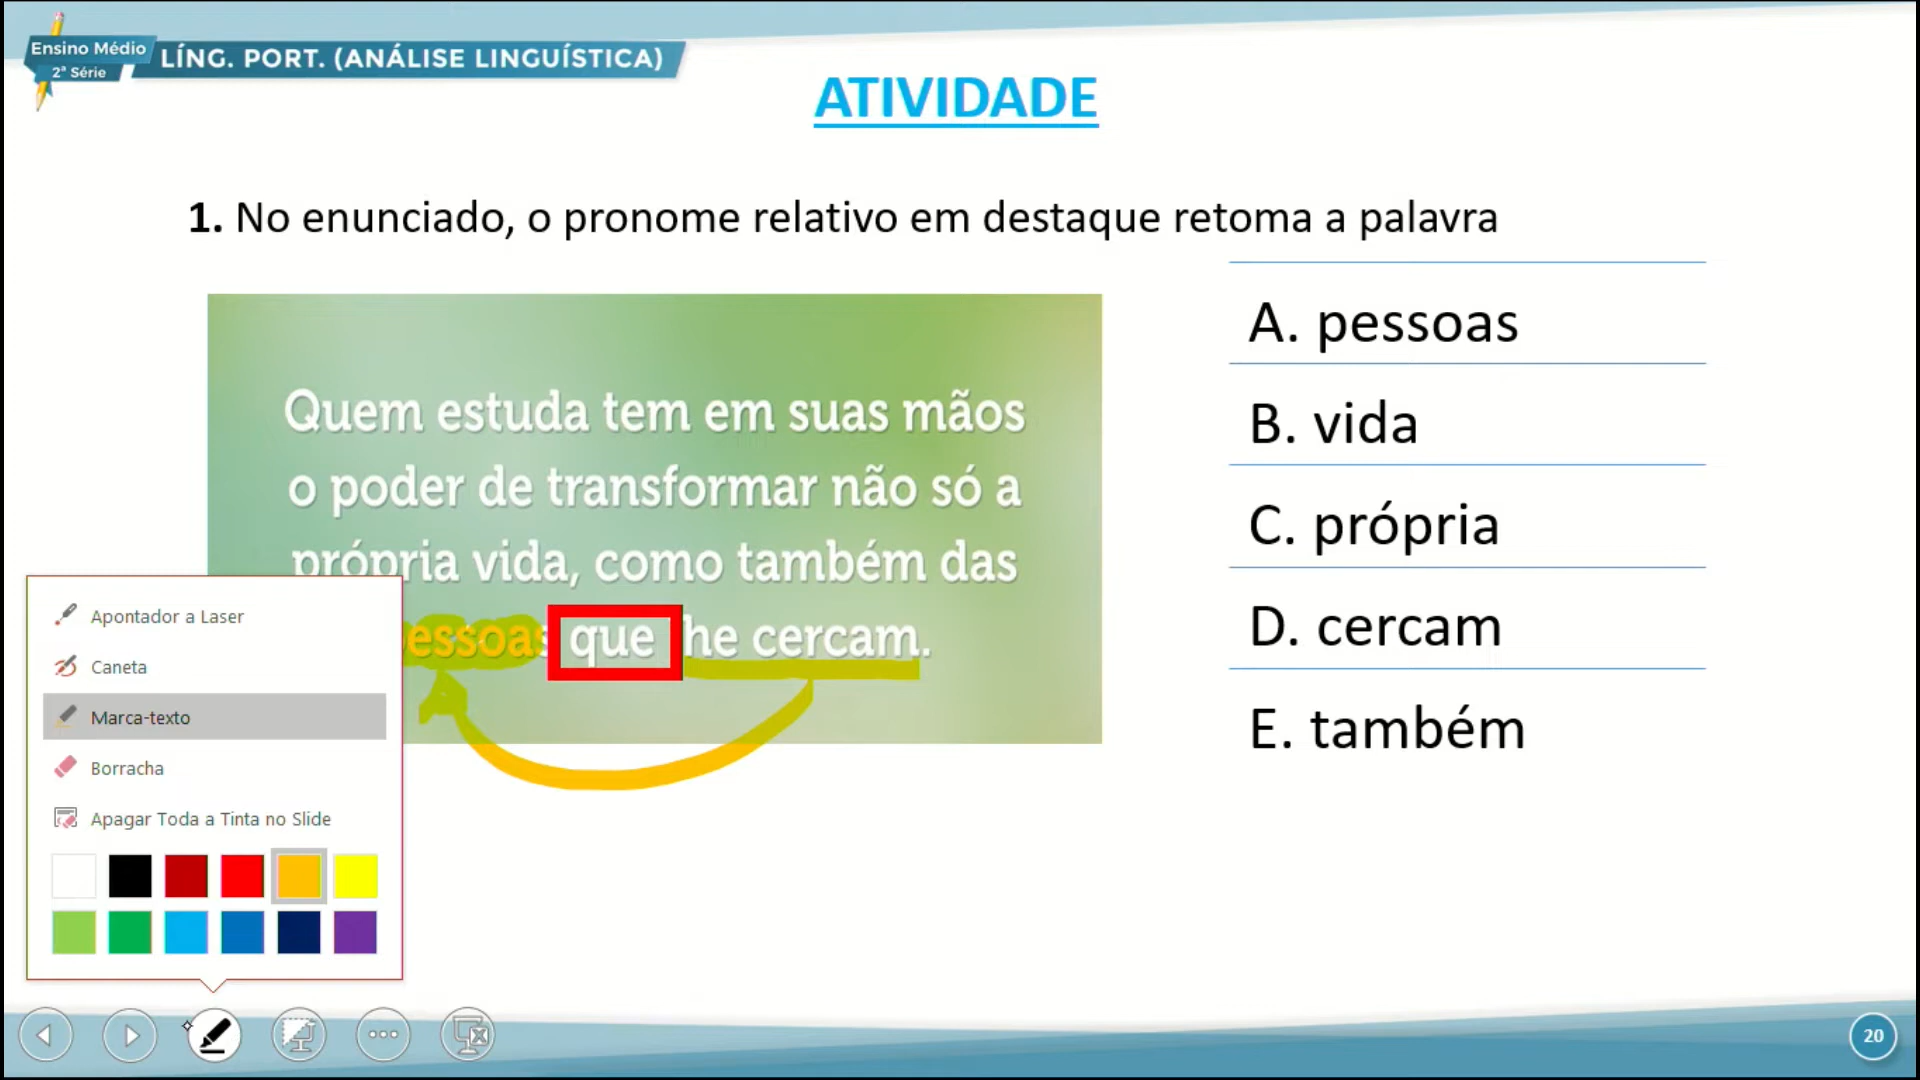 Ensino Médio
2ª Série
LÍNG. PORT. (ANÁLISE LINGUÍSTICA)
ATIVIDADE
1. No enunciado, o pronome relativo em destaque retoma a palavra
Quem estuda tem em suas mãos
o poder de transformar não só a
própria vida, como também das
pessoas que lhe cercam.
A. pessoas
B. vida
C. própria
D. cercam
E. também
Apontador a Laser
Caneta
Marca-texto
Borracha
Apagar Toda a Tinta no Slide
20